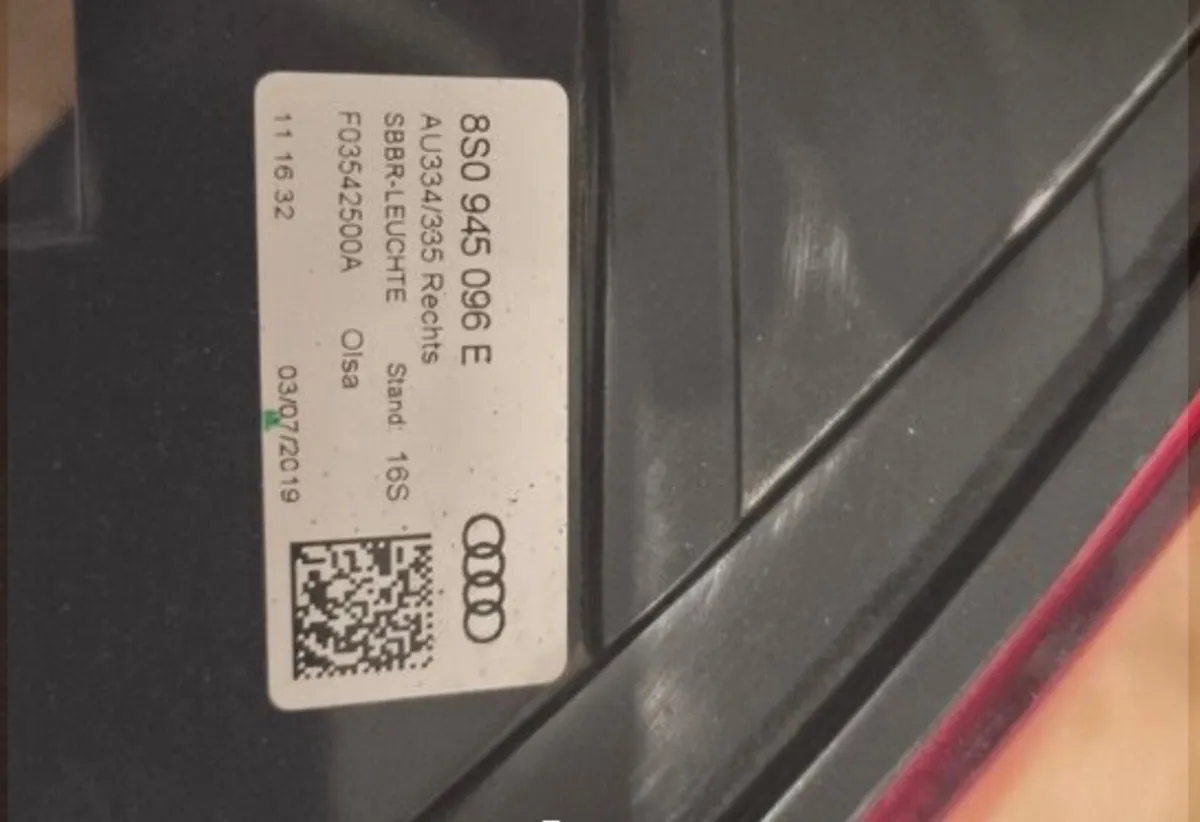 8S0 945 096 E
AU334/335 Rechts
SBBR-LEUCHTE Stand: 16S
F03542500A Olsa
11 16 32 03/07/2019